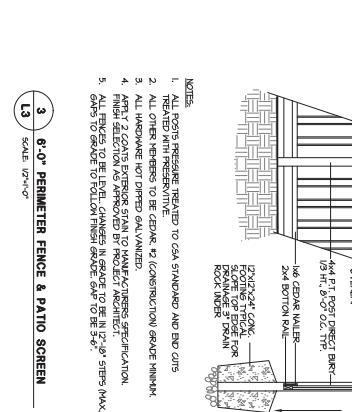 4x4 P.T. POST DIRECT BURY
1/3 HT., 8'-0" O.C. TYP.
1x6 CEDAR NAILER
2x4 BOTTOM RAIL
12"x12"x24" CONC.
FOOTING TYPICAL
SLOPE TOP EDGE FOR
DRAINAGE 3" DRAIN
ROCK UNDER
NOTES:
1. ALL POSTS PRESSURE TREATED TO CSA STANDARD AND END CUTS
TREATED WITH PRESERVATIVE.
2. ALL OTHER MEMBERS TO BE CEDAR, #2 (CONSTRUCTION) GRADE MINIMUM.
3. ALL HARDWARE HOT DIPPED GALVANIZED.
4. APPLY 2 COATS EXTERIOR STAIN TO MANUFACTURERS SPECIFICATION.
FINISH SELECTION AS APPROVED BY PROJECT ARCHITECT.
5. ALL FENCES TO BE LEVEL. CHANGES IN GRADE TO BE IN 12"-18" STEPS (MAX.
GAPS TO GRADE TO FOLLOW FINISH GRADE. GAP TO BE 3-6".
3
L3
6'-0" PERIMETER FENCE & PATIO SCREEN
SCALE: 1/2"=1'-0"